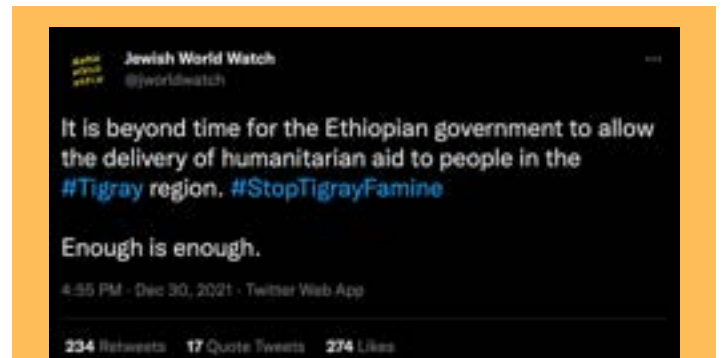 Jewish World Watch
@jworldwatch
It is beyond time for the Ethiopian government to allow
the delivery of humanitarian aid to people in the
#Tigray region. #StopTigrayFamine
Enough is enough.
4:55 PM · Dec 30, 2021 · Twitter Web App
234 Retweets 17 Quote Tweets 274 Likes